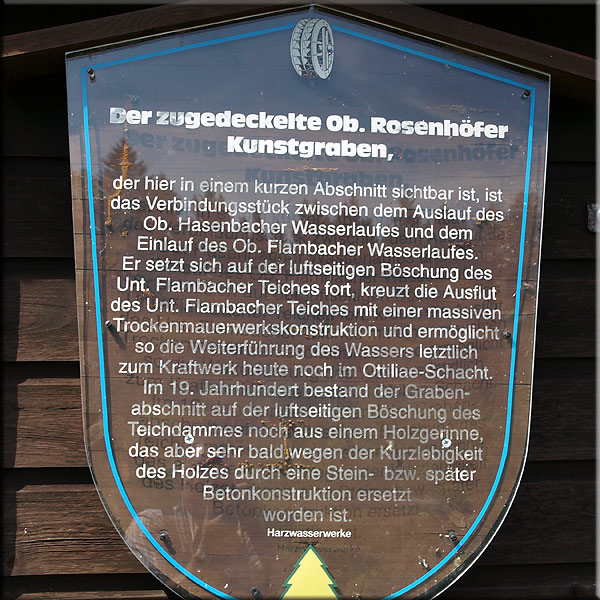 Der zugedeckelte Ob. Rosenhöfer
Kunstgraben,
der hier in einem kurzen Abschnitt sichtbar ist, ist
das Verbindungsstück zwischen dem Auslauf des
Ob. Hasenbacher Wasserlaufes und dem
Einlauf des Ob. Flambacher Wasserlaufes.
Er setzt sich auf der luftseitigen Böschung des
Unt. Flambacher Teiches fort, kreuzt die Ausflut
des Unt. Flambacher Teiches mit einer massiven
Trockenmauerwerkskonstruktion und ermöglicht
so die Weiterführung des Wassers letztlich
zum Kraftwerk heute noch im Ottiliae-Schacht.
Im 19. Jahrhundert bestand der Graben-
abschnitt auf der luftseitigen Böschung des
Teichdammes noch aus einem Holzgerinne,
das aber sehr bald wegen der Kurzlebigkeit
des Holzes durch eine Stein- bzw. später
Betonkonstruktion ersetzt
worden ist.
Harzwasserwerke